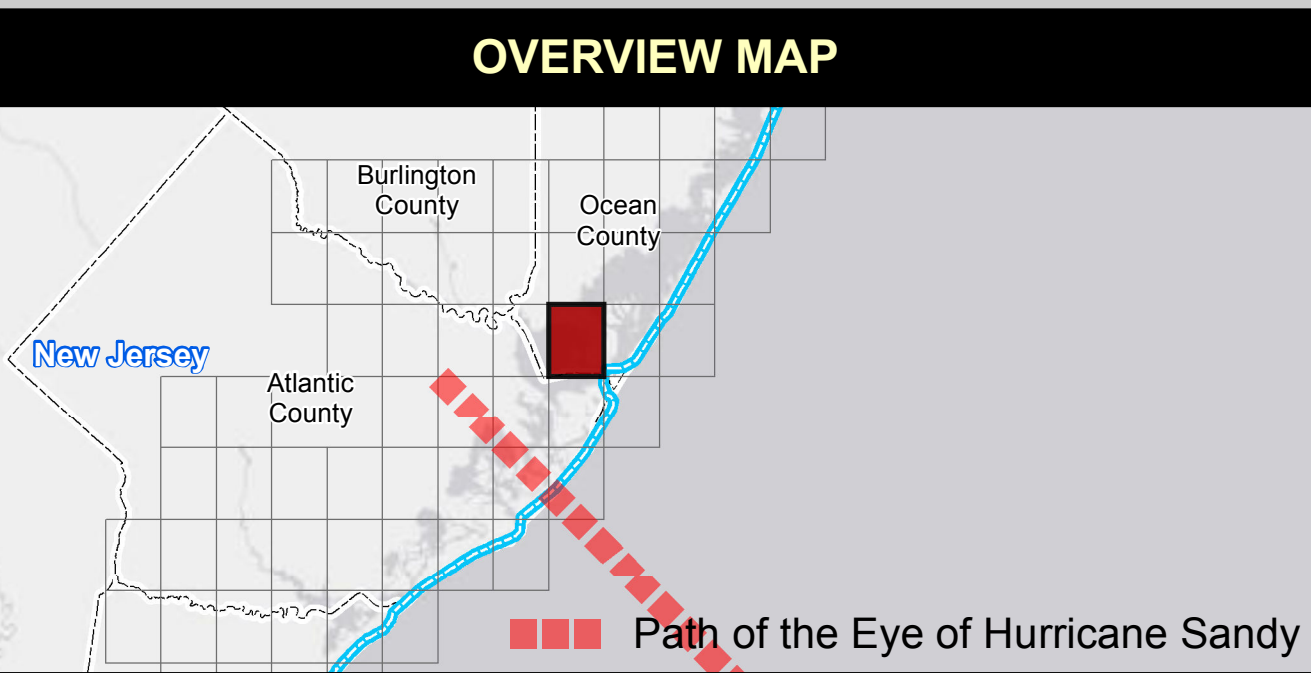 OVERVIEW MAP
Burlington
County
Ocean
County
New Jersey
Atlantic
County
Path of the Eye of Hurricane Sandy